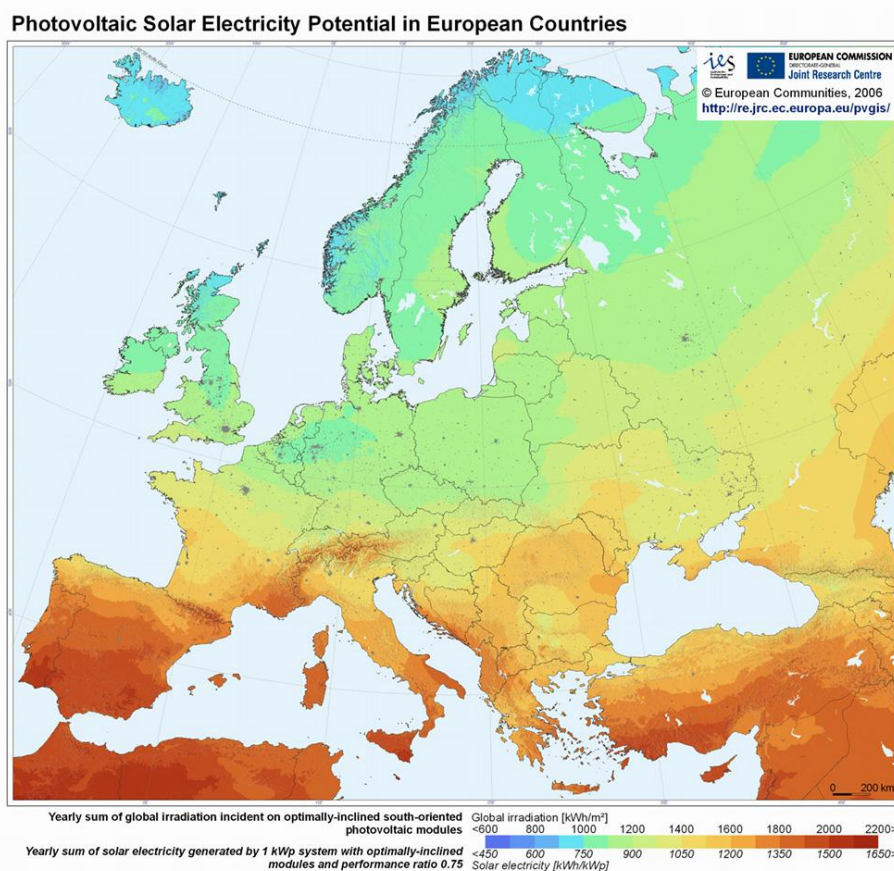 Photovoltaic Solar Electricity Potential in European Countries
ies
EUROPEAN COMMISSION
DIRECTORATE-GENERAL
Joint Research Centre
© European Communities, 2006
http://re.jrc.ec.europa.eu/pvgis/
0 200 km
Yearly sum of global irradiation incident on optimally-inclined south-oriented
photovoltaic modules
Yearly sum of solar electricity generated by 1 kWp system with optimally-inclined
modules and performance ratio 0.75
Global irradiation [kWh/m²]
<600 800 1000 1200 1400 1600 1800 2000 2200>
<450 600 750 900 1050 1200 1350 1500 1650>
Solar electricity [kWh/kWp]